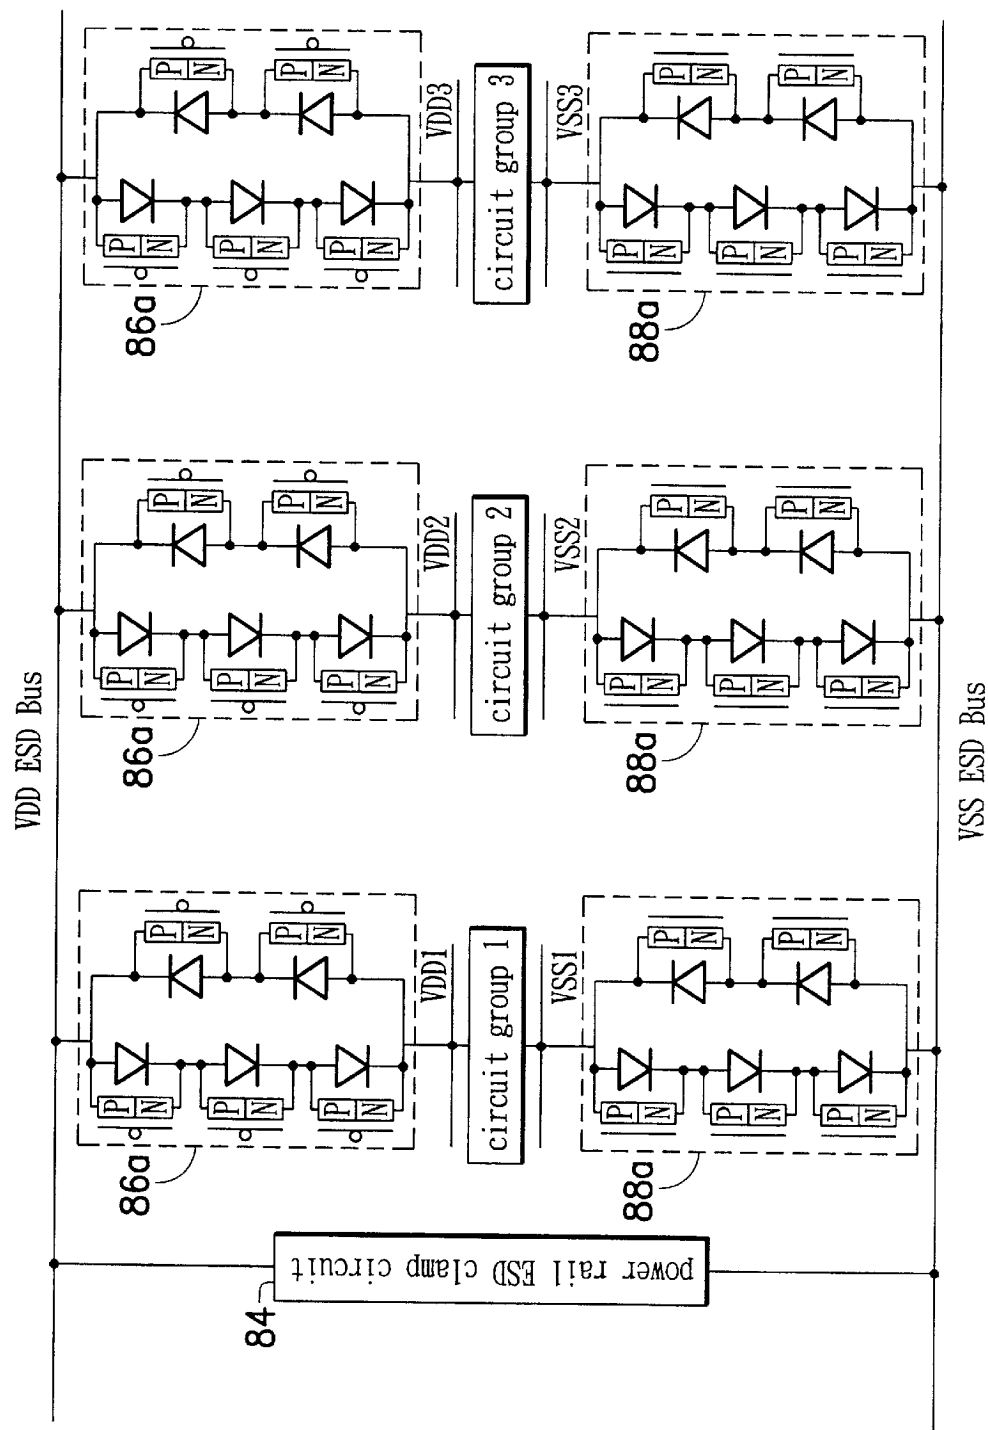 VDD ESD Bus
84
power rail ESD clamp circuit
86a
P N
P N
P N
P N
P N
VDD1
circuit group 1
VSS1
88a
P N
P N
P N
P N
P N
86a
P N
P N
P N
P N
P N
VDD2
circuit group 2
VSS2
88a
P N
P N
P N
P N
P N
86a
P N
P N
P N
P N
P N
VDD3
circuit group 3
VSS3
88a
P N
P N
P N
P N
P N
VSS ESD Bus